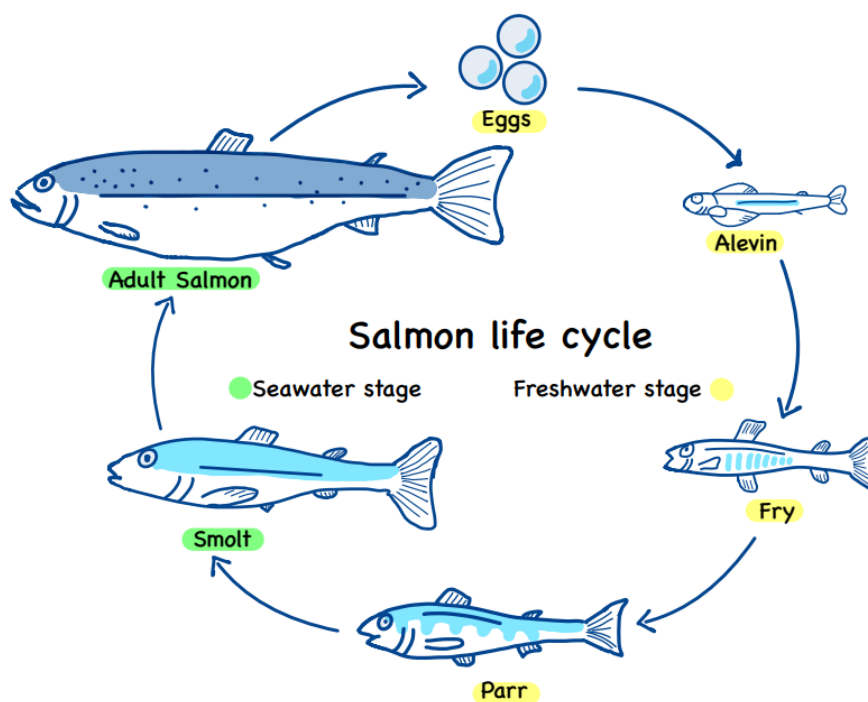 Eggs
Alevin
Adult Salmon
Salmon life cycle
Seawater stage
Freshwater stage
Fry
Smolt
Parr